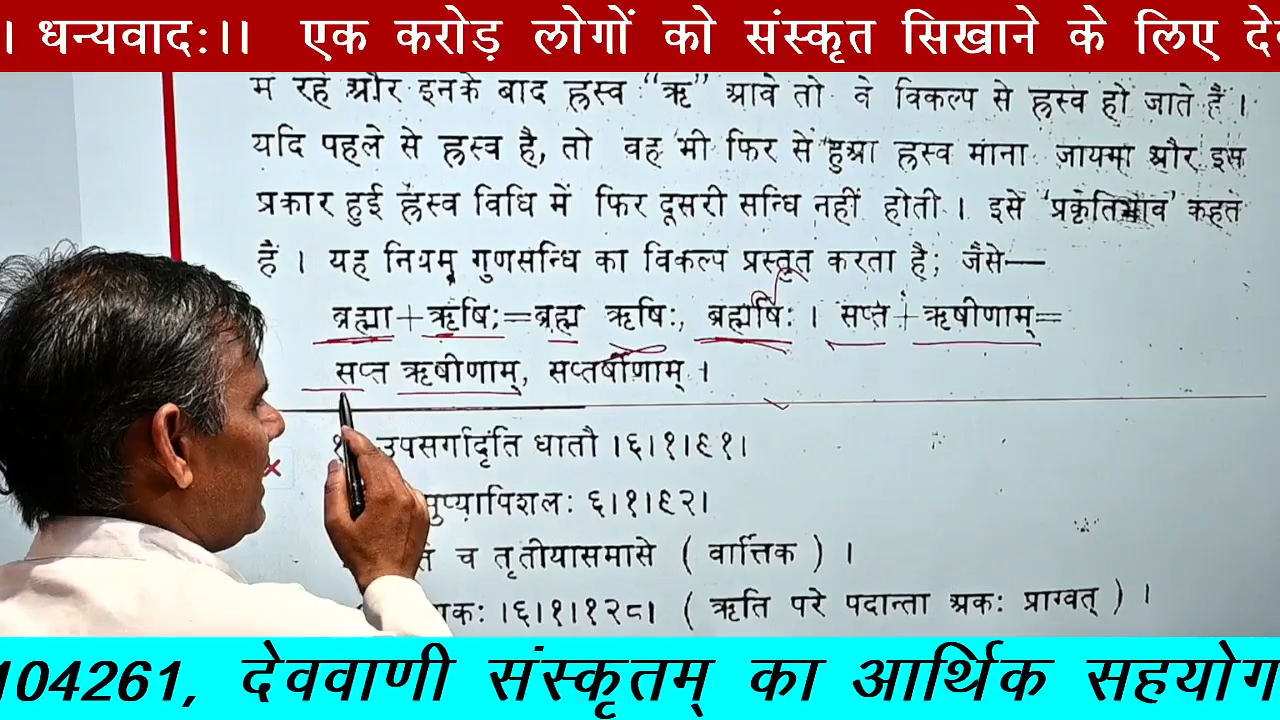 । धन्यवादः।। एक करोड़ लोगों को संस्कृत सिखाने के लिए
में रहे और इनके बाद ह्रस्व "ऋ" आवे तो वे विकल्प से ह्रस्व हो जाते हैं ।
यदि पहले से ह्रस्व है, तो वह भी फिर से हुआ ह्रस्व माना जायगा और इस
प्रकार हुई ह्रस्व विधि में फिर दूसरी सन्धि नहीं होती । इसे 'प्रकृतिभाव' कहते
हैं । यह नियम गुणसन्धि का विकल्प प्रस्तुत करता है; जैसे—
ब्रह्मा+ऋषिः=ब्रह्म ऋषिः, ब्रह्मर्षिः । सप्त+ऋषीणाम्=
सप्त ऋषीणाम्, सप्तर्षीणाम् ।
उपसर्गादृति धातौ ।६।१।९१।
सुप्यापिशलः ६।१।९२।
च तृतीयासमासे ( वार्त्तिक ) ।
कः ।६।१।१२८। ( ऋति परे पदान्ता अकः प्राग्वत् ) ।
104261, देववाणी संस्कृतम् का आर्थिक सहयोग